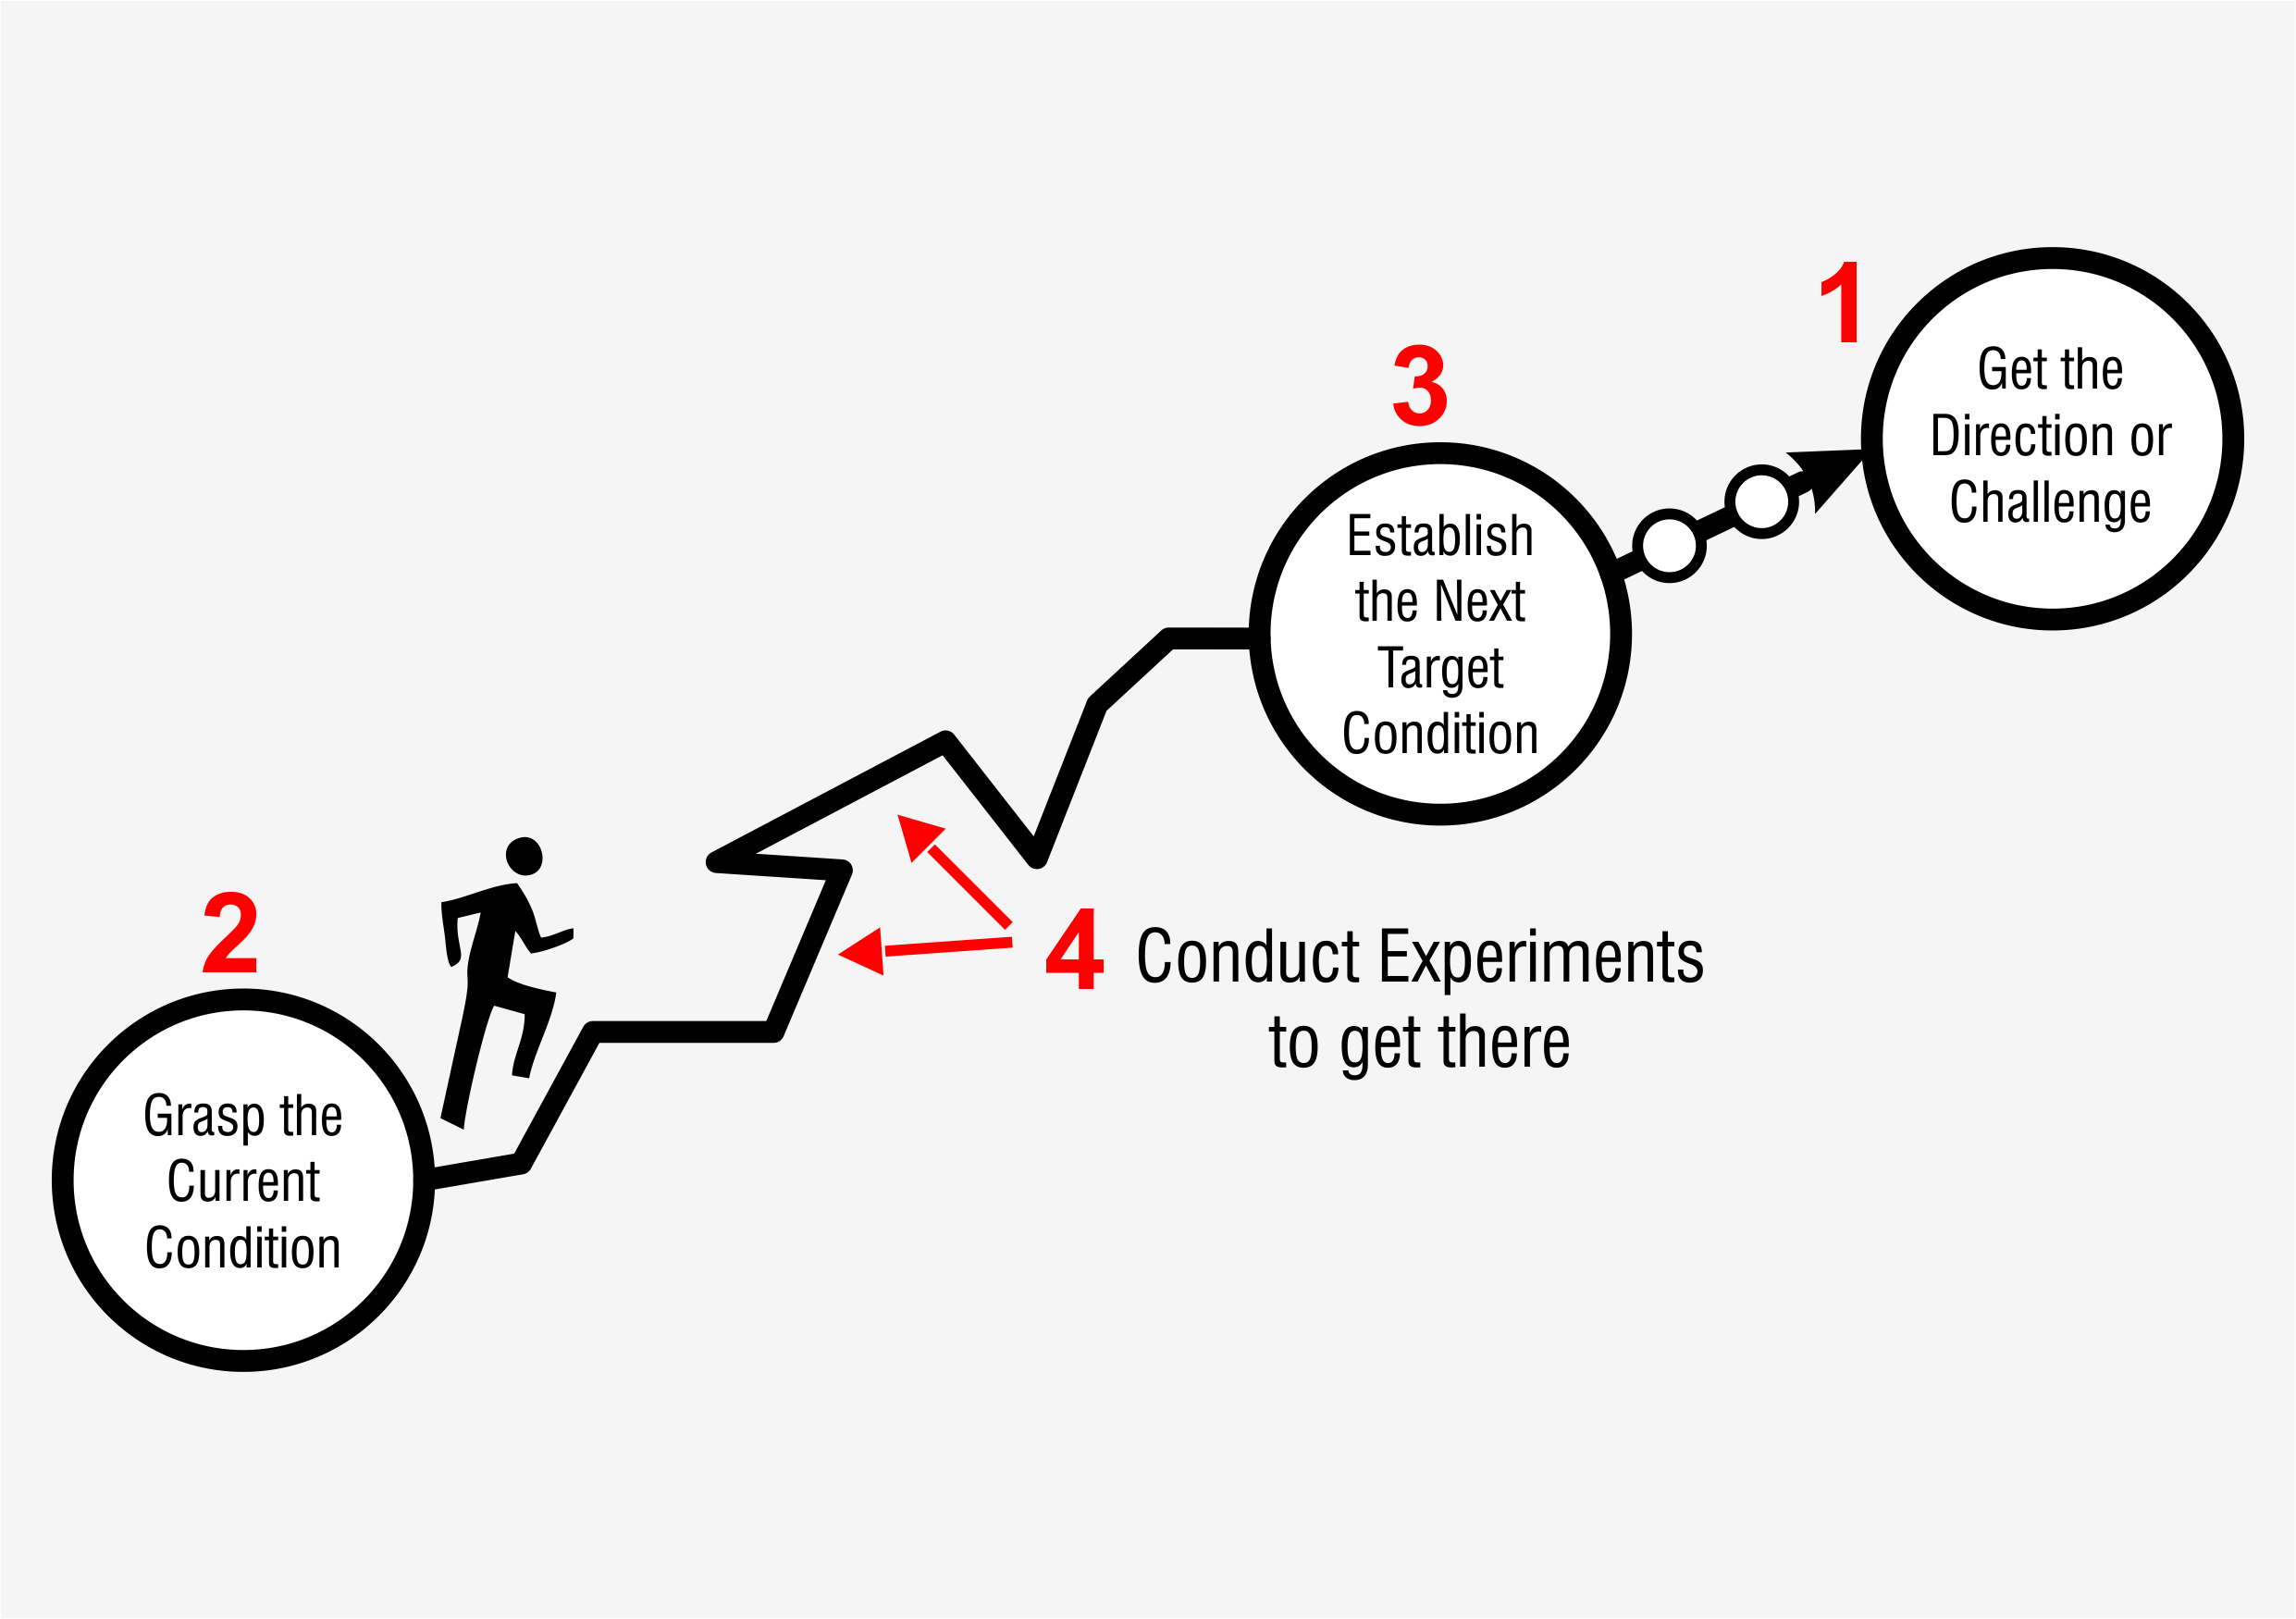 1
Get the
Direction or
Challenge
3
Establish
the Next
Target
Condition
2
Grasp the
Current
Condition
4 Conduct Experiments
to get there